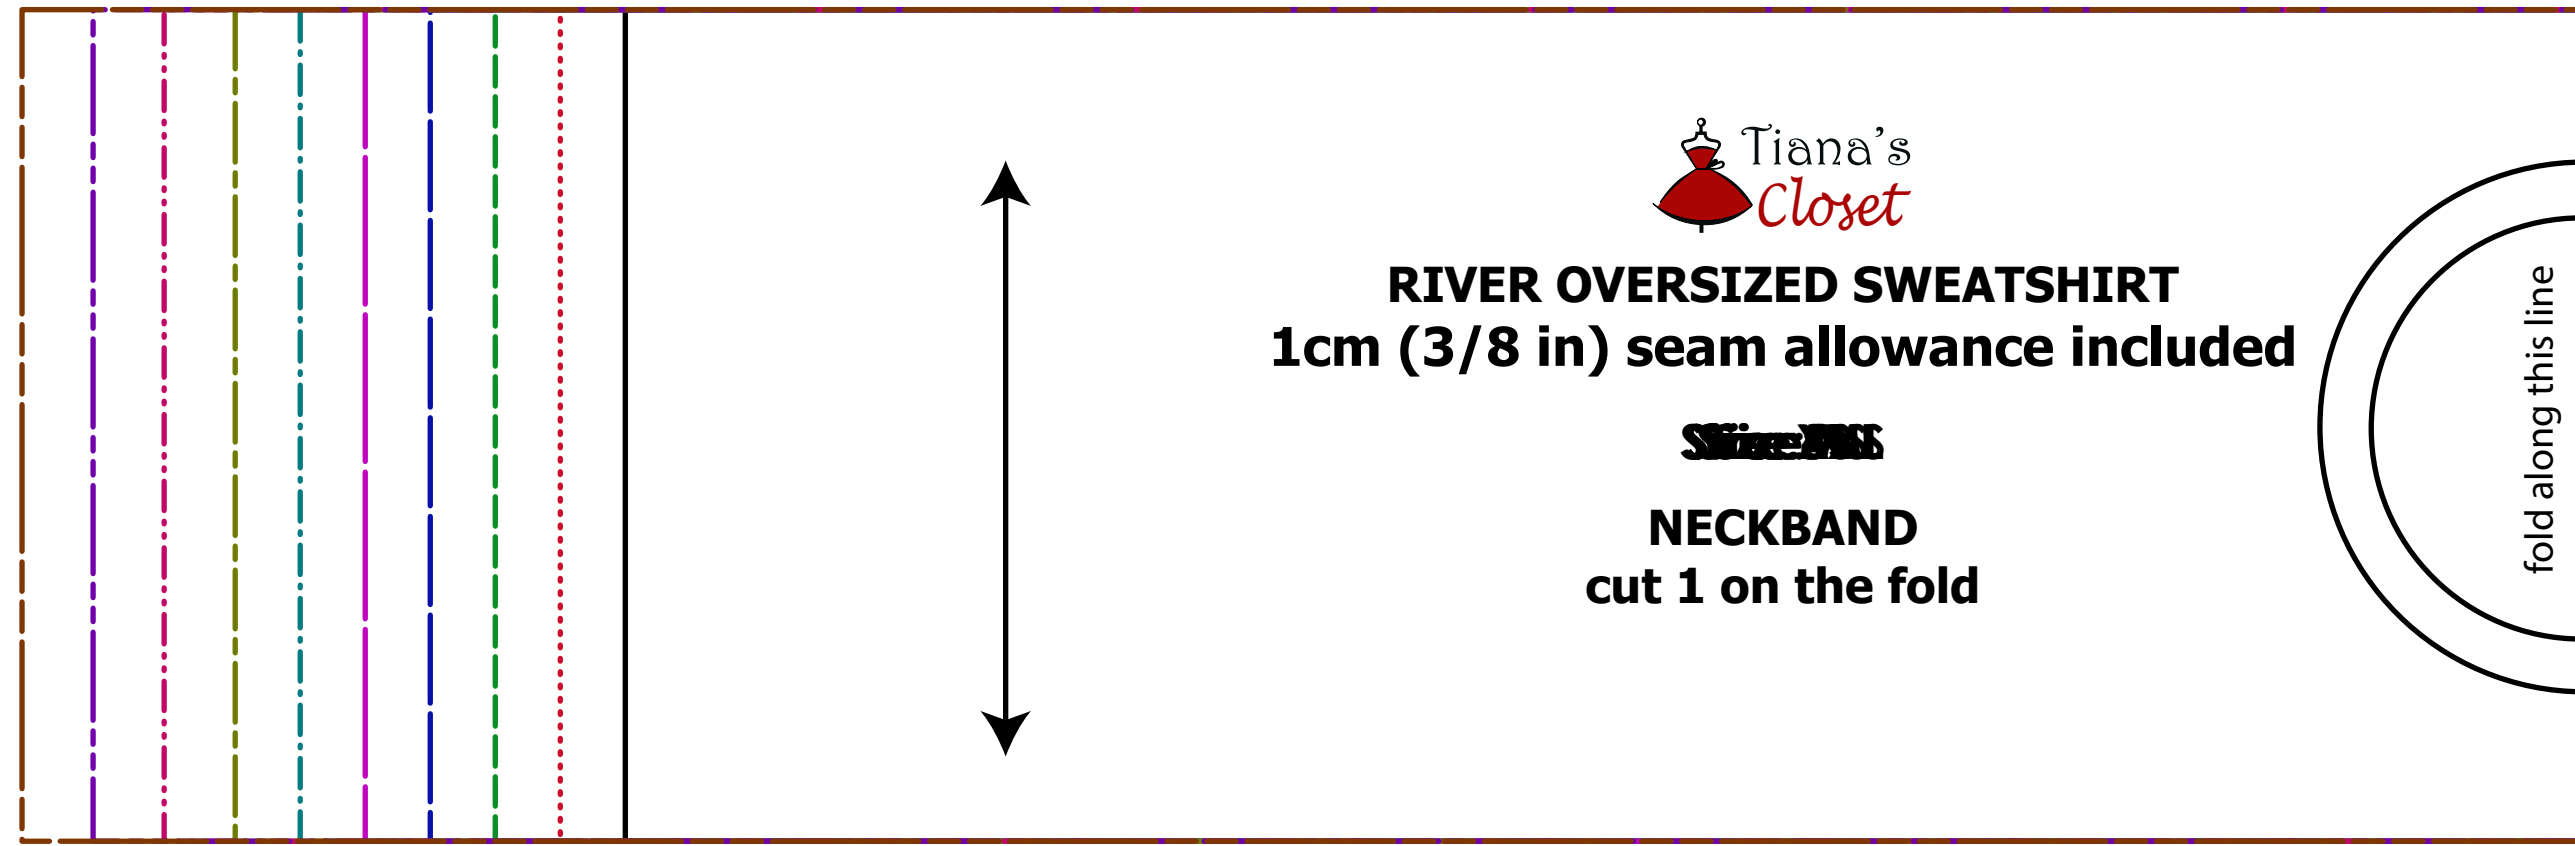 Tiana's
Closet
RIVER OVERSIZED SWEATSHIRT
1cm (3/8 in) seam allowance included
NECKBAND
cut 1 on the fold
fold along this line